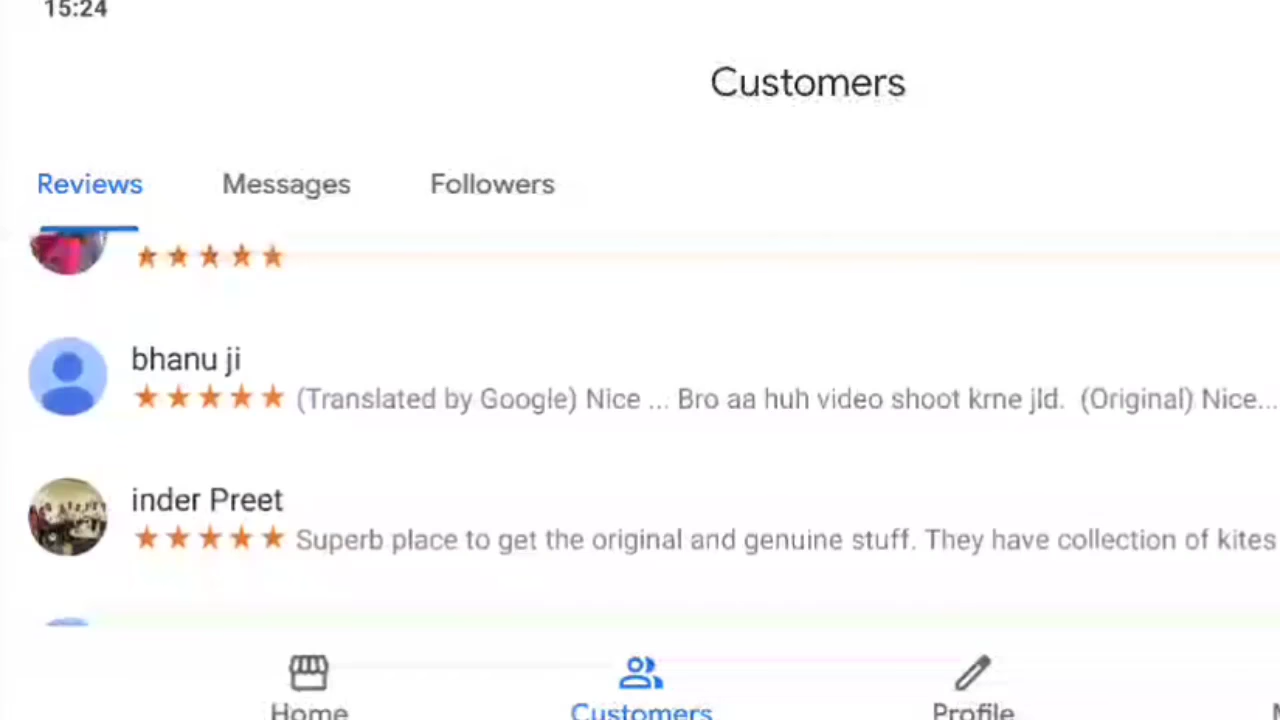 15:24
Customers
Reviews Messages Followers
bhanu ji
(Translated by Google) Nice ... Bro aa huh video shoot krne jld. (Original) Nice...
inder Preet
Superb place to get the original and genuine stuff. They have collection of kites
Home Customers Profile